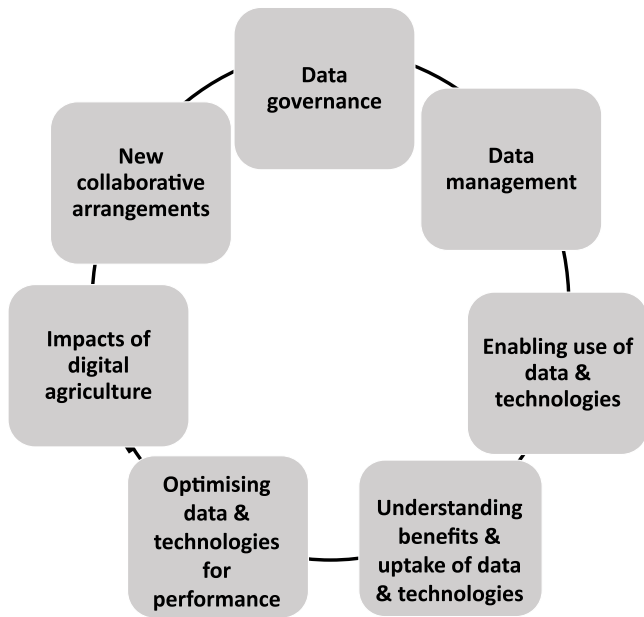 Data
governance
Data
management
Enabling use of
data &
technologies
Understanding
benefits &
uptake of data
& technologies
Optimising
data &
technologies
for
performance
Impacts of
digital
agriculture
New
collaborative
arrangements